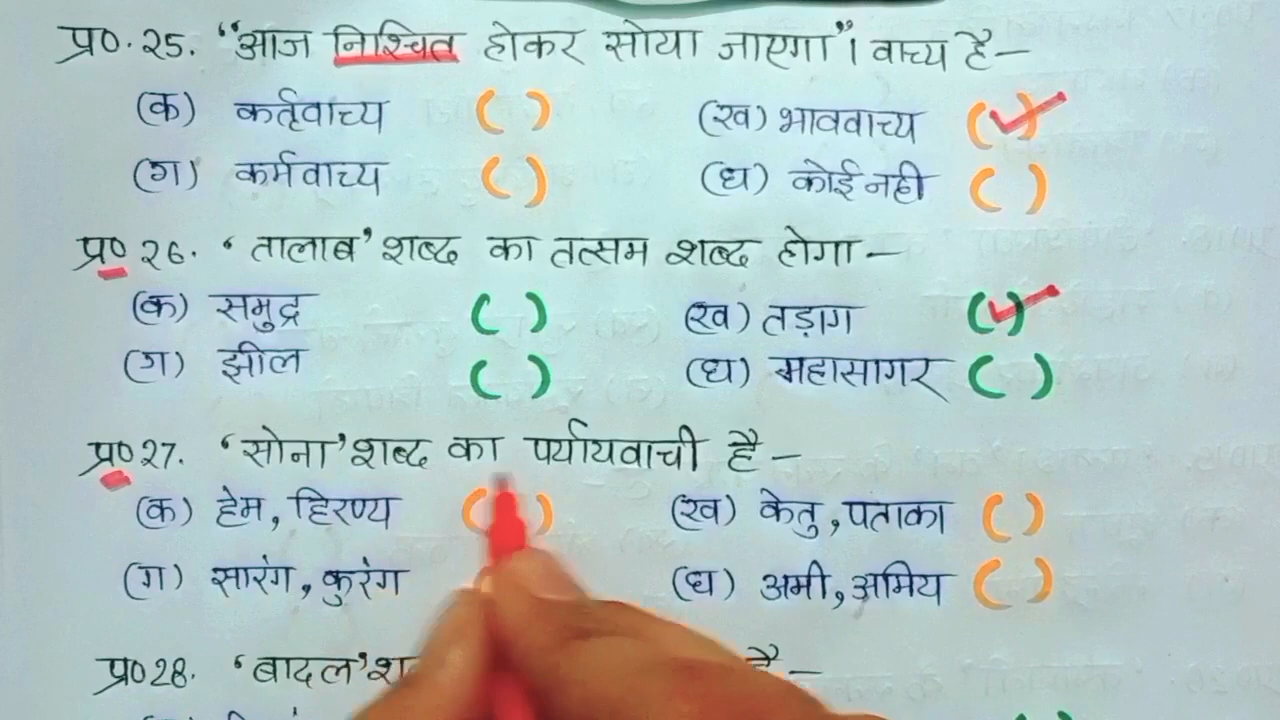 प्र०.25. “आज निश्चित होकर सोया जाएगा”। वाच्य है–
(क) कर्तृवाच्य ( ) (ख) भाववाच्य (✓)
(ग) कर्मवाच्य ( ) (घ) कोई नही ( )
प्र० 26. ‘तालाब’ शब्द का तत्सम शब्द होगा –
(क) समुद्र ( ) (ख) तड़ाग (✓)
(ग) झील ( ) (घ) महासागर ( )
प्र० 27. ‘सोना’ शब्द का पर्यायवाची है –
(क) हेम, हिरण्य ( ) (ख) केतु, पताका ( )
(ग) सारंग, कुरंग (घ) अमी, अमिय ( )
प्र० 28. ‘बादल’ है –